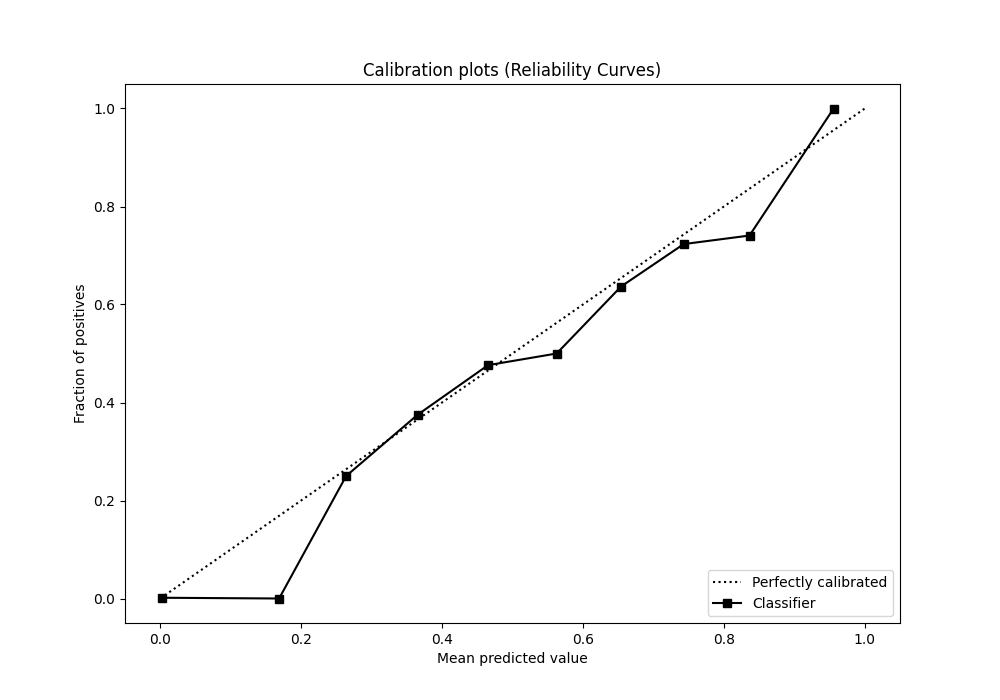 Calibration plots (Reliability Curves)
1.0
0.8
0.6
0.4
0.2
0.0
Fraction of positives
0.0 0.2 0.4 0.6 0.8 1.0
Mean predicted value
Perfectly calibrated
Classifier